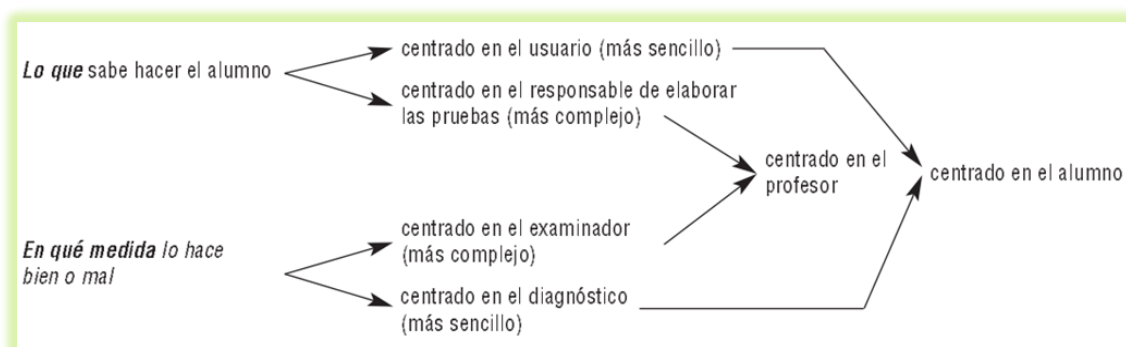 Lo que sabe hacer el alumno
centrado en el usuario (más sencillo)
centrado en el responsable de elaborar
las pruebas (más complejo)
centrado en el
profesor
centrado en el alumno
En qué medida lo hace
bien o mal
centrado en el examinador
(más complejo)
centrado en el diagnóstico
(más sencillo)